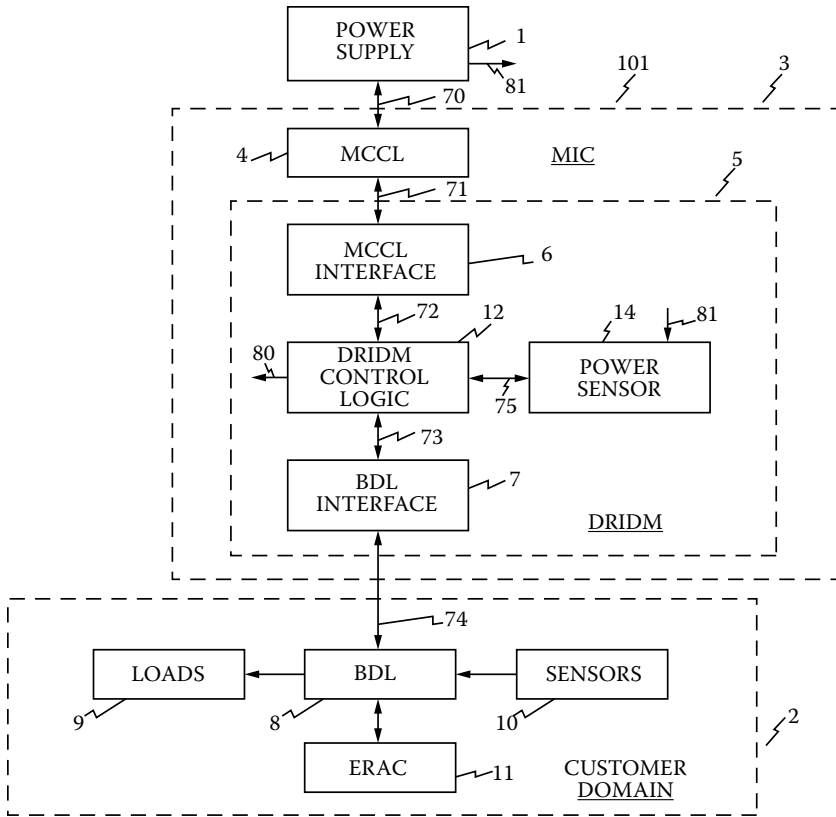 POWER
SUPPLY
1
81
70
101
3
4
MCCL
MIC
5
71
MCCL
INTERFACE
6
72
12
14
81
80
DRIDM
CONTROL
LOGIC
75
POWER
SENSOR
73
BDL
INTERFACE
7
DRIDM
74
LOADS
BDL
SENSORS
9
8
10
2
ERAC
11
CUSTOMER
DOMAIN